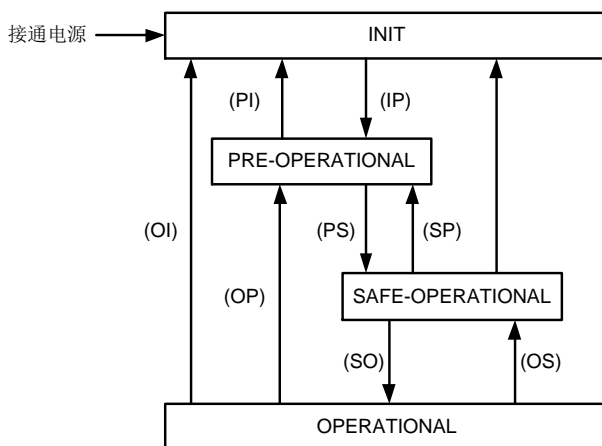 接通电源
INIT
(PI)
(IP)
PRE-OPERATIONAL
(OI)
(PS)
(SP)
(OP)
SAFE-OPERATIONAL
(SO)
(OS)
OPERATIONAL